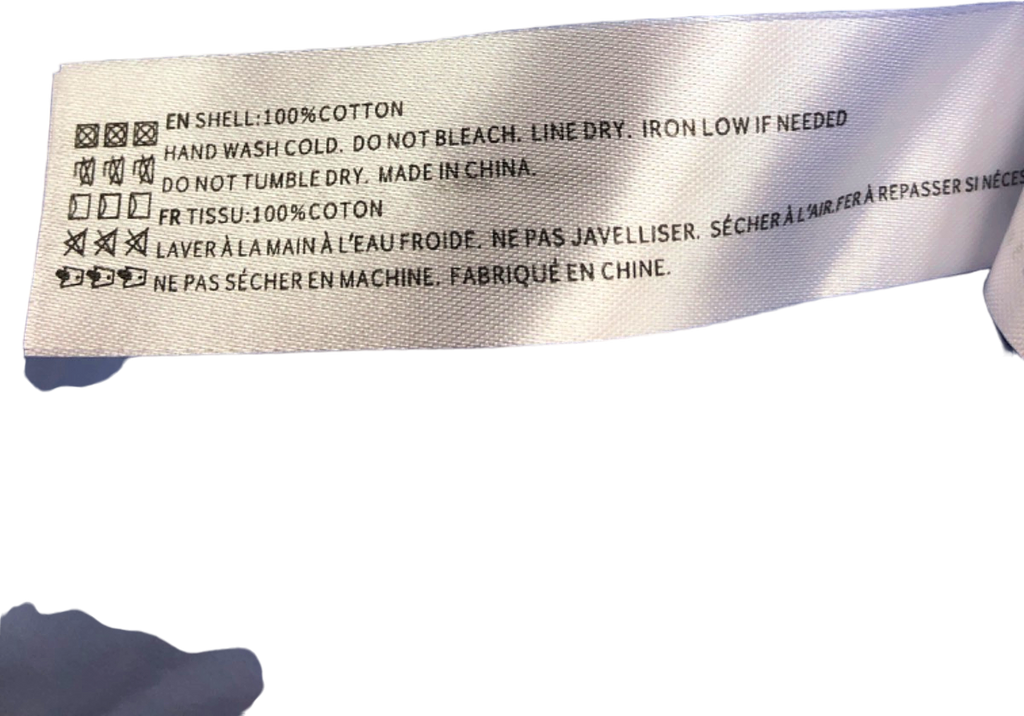 EN SHELL:100%COTTON
HAND WASH COLD. DO NOT BLEACH. LINE DRY. IRON LOW IF NEEDED
DO NOT TUMBLE DRY. MADE IN CHINA.
FR TISSU:100%COTON
LAVER À LA MAIN À L'EAU FROIDE. NE PAS JAVELLISER. SÉCHER À L'AIR.FER À REPASSER SI
NE PAS SÉCHER EN MACHINE. FABRIQUÉ EN CHINE.